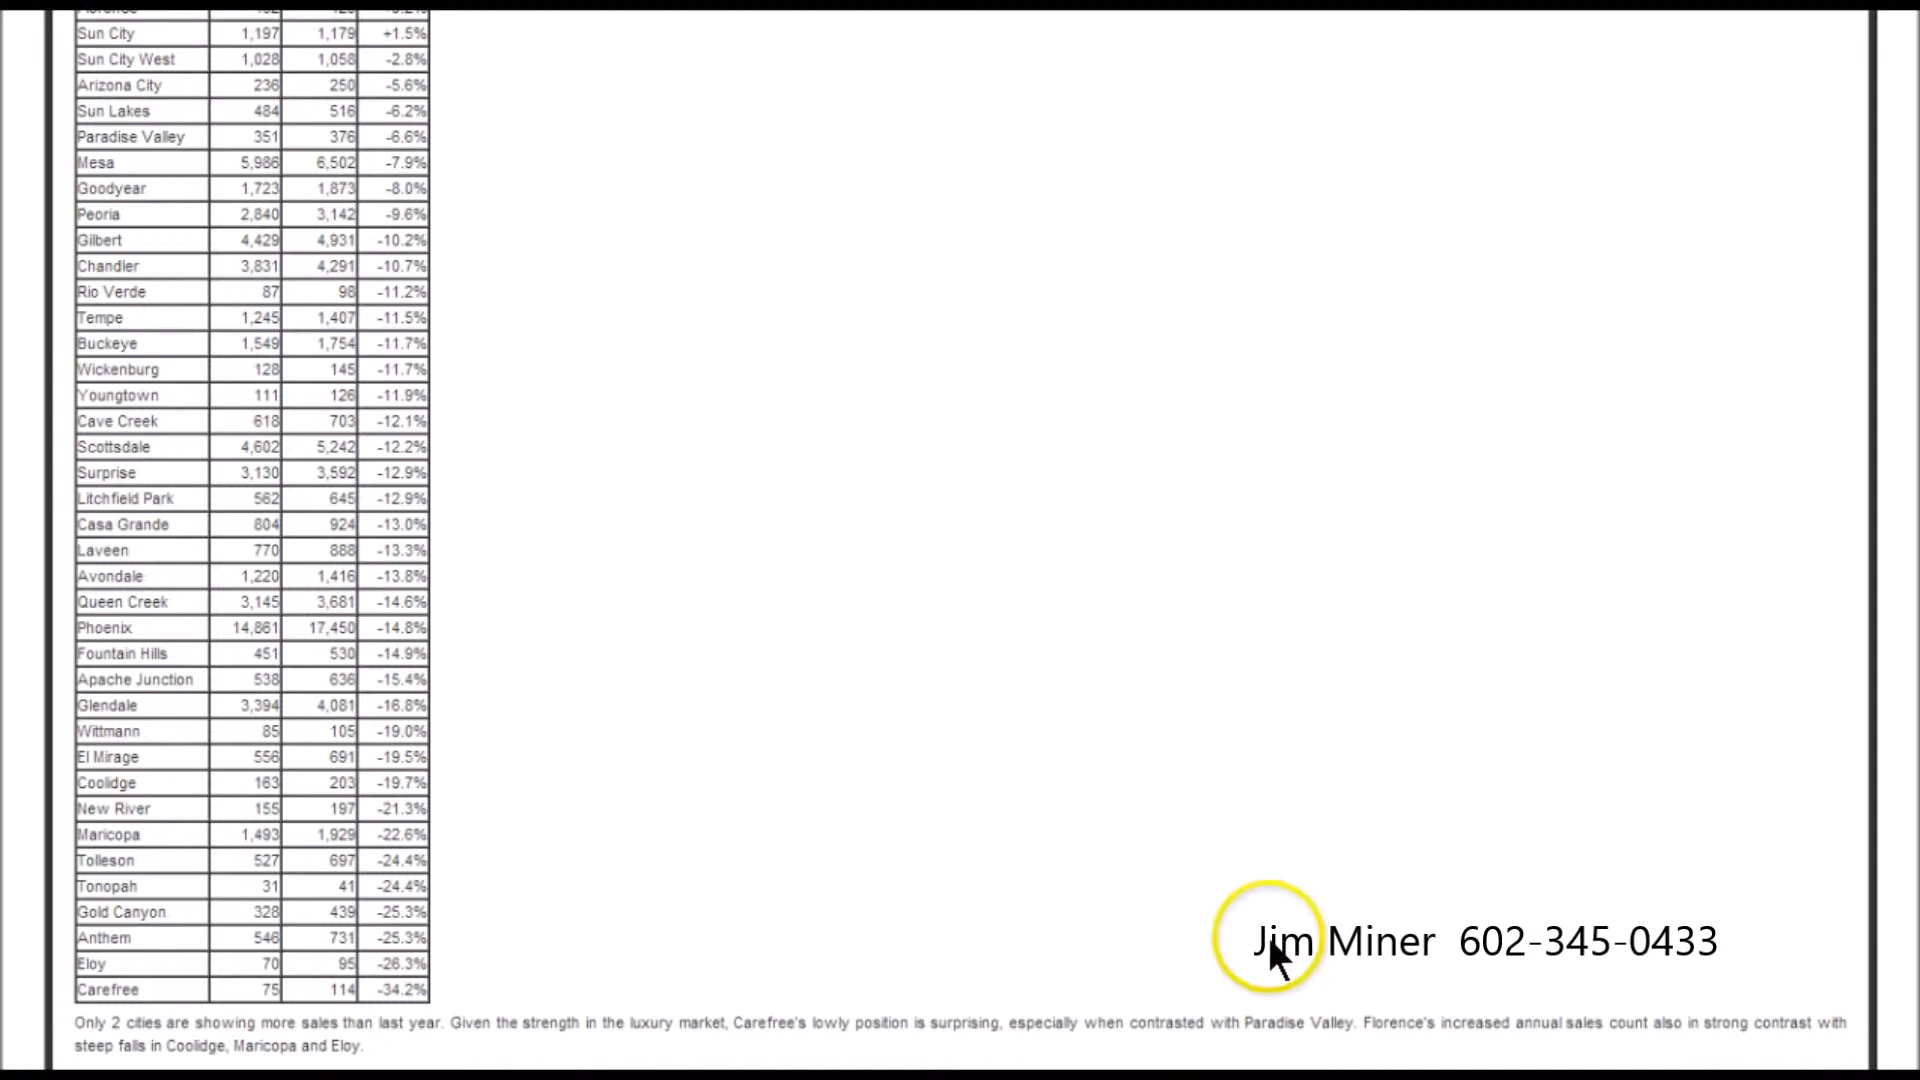 Sun City 1,197 1,179 +1.5%
Sun City West 1,028 1,058 -2.8%
Arizona City 236 250 -5.6%
Sun Lakes 484 516 -6.2%
Paradise Valley 351 376 -6.6%
Mesa 5,986 6,502 -7.9%
Goodyear 1,723 1,873 -8.0%
Peoria 2,840 3,142 -9.6%
Gilbert 4,429 4,931 -10.2%
Chandler 3,831 4,291 -10.7%
Rio Verde 87 98 -11.2%
Tempe 1,245 1,407 -11.5%
Buckeye 1,549 1,754 -11.7%
Wickenburg 128 145 -11.7%
Youngtown 111 126 -11.9%
Cave Creek 618 703 -12.1%
Scottsdale 4,602 5,242 -12.2%
Surprise 3,130 3,592 -12.9%
Litchfield Park 562 645 -12.9%
Casa Grande 804 924 -13.0%
Laveen 770 888 -13.3%
Avondale 1,220 1,416 -13.8%
Queen Creek 3,145 3,681 -14.6%
Phoenix 14,861 17,450 -14.8%
Fountain Hills 451 530 -14.9%
Apache Junction 538 636 -15.4%
Glendale 3,394 4,081 -16.8%
Wittmann 85 105 -19.0%
El Mirage 556 691 -19.5%
Coolidge 163 203 -19.7%
New River 155 197 -21.3%
Maricopa 1,493 1,929 -22.6%
Tolleson 527 697 -24.4%
Tonopah 31 41 -24.4%
Gold Canyon 328 439 -25.3%
Anthem 546 731 -25.3%
Eloy 70 95 -26.3%
Carefree 75 114 -34.2%
Jim Miner 602-345-0433
Only 2 cities are showing more sales than last year. Given the strength in the luxury market, Carefree's lowly position is surprising, especially when contrasted with Paradise Valley. Florence's increased annual sales count also in strong contrast with
steep falls in Coolidge, Maricopa and Eloy.